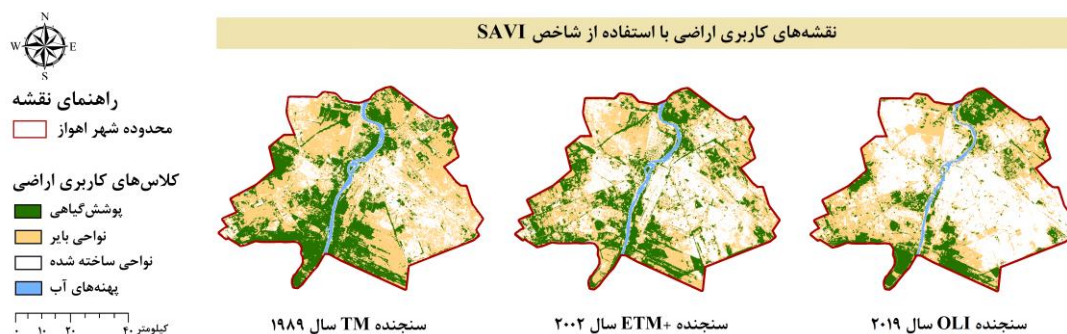 نقشه‌های کاربری اراضی با استفاده از شاخص SAVI
N
W E
S
راهنمای نقشه
محدوده شهر اهواز
کلاس‌های کاربری اراضی
پوشش‌گیاهی
نواحی بایر
نواحی ساخته شده
پهنه‌های آب
۰ ۱۰ ۲۰ ۴۰ کیلومتر
سنجنده TM سال ۱۹۸۹
سنجنده +ETM سال ۲۰۰۲
سنجنده OLI سال ۲۰۱۹